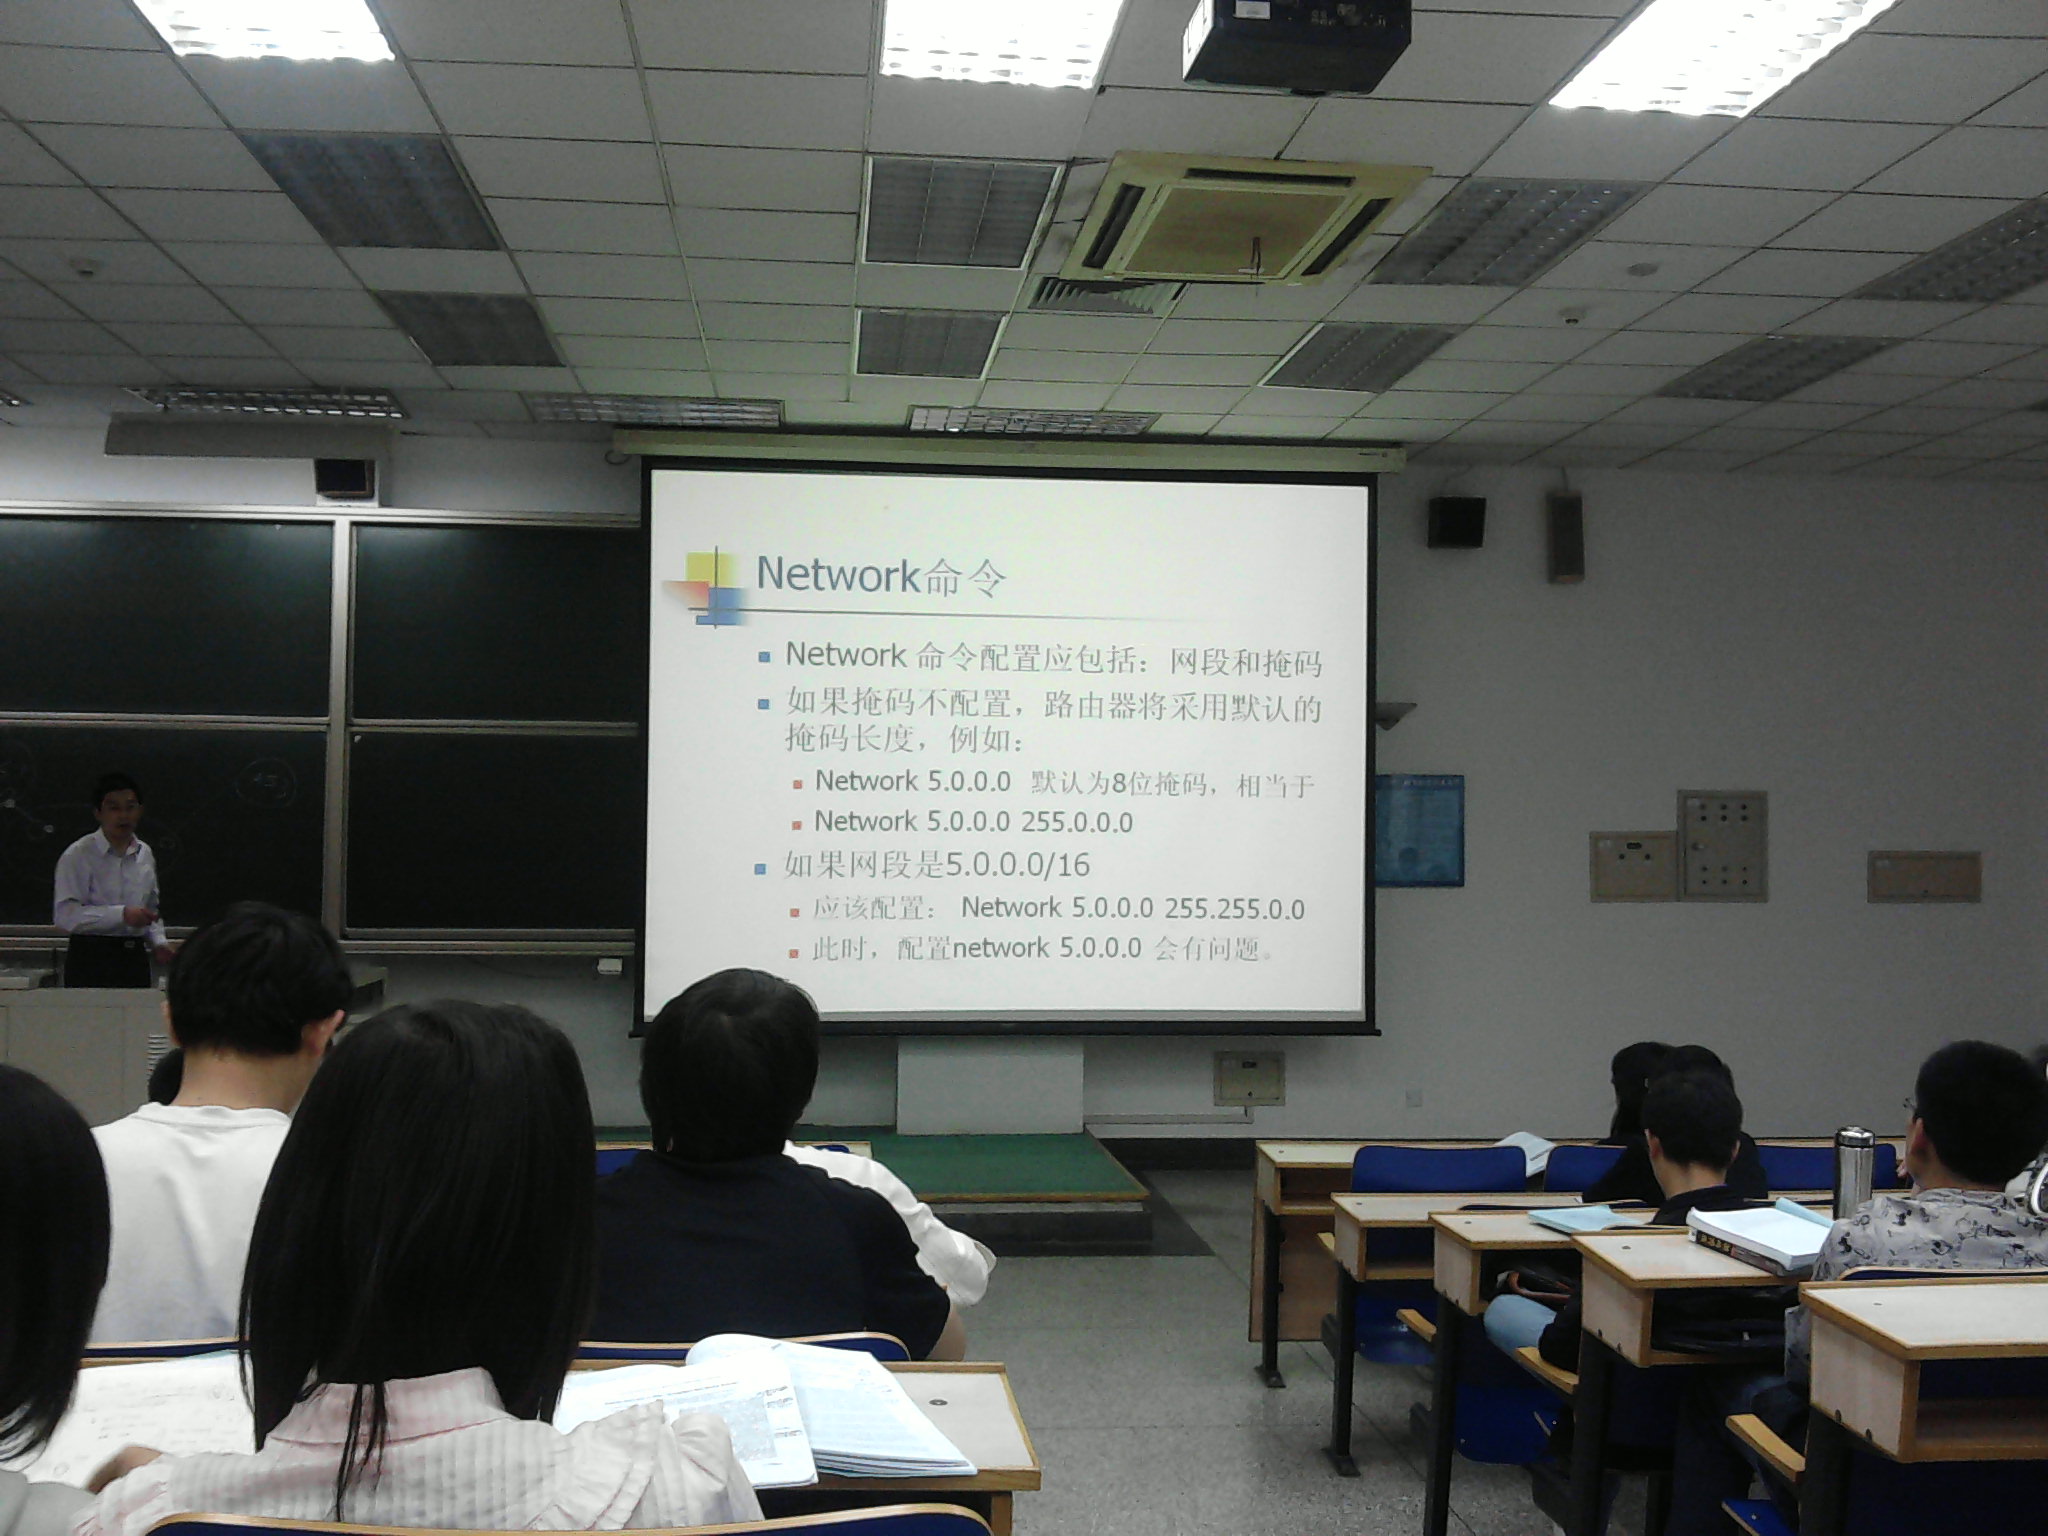 Network命令
Network 命令配置应包括：网段和掩码
如果掩码不配置，路由器将采用默认的
掩码长度，例如：
Network 5.0.0.0 默认为8位掩码，相当于
Network 5.0.0.0 255.0.0.0
如果网段是5.0.0.0/16
应该配置： Network 5.0.0.0 255.255.0.0
此时，配置network 5.0.0.0 会有问题。